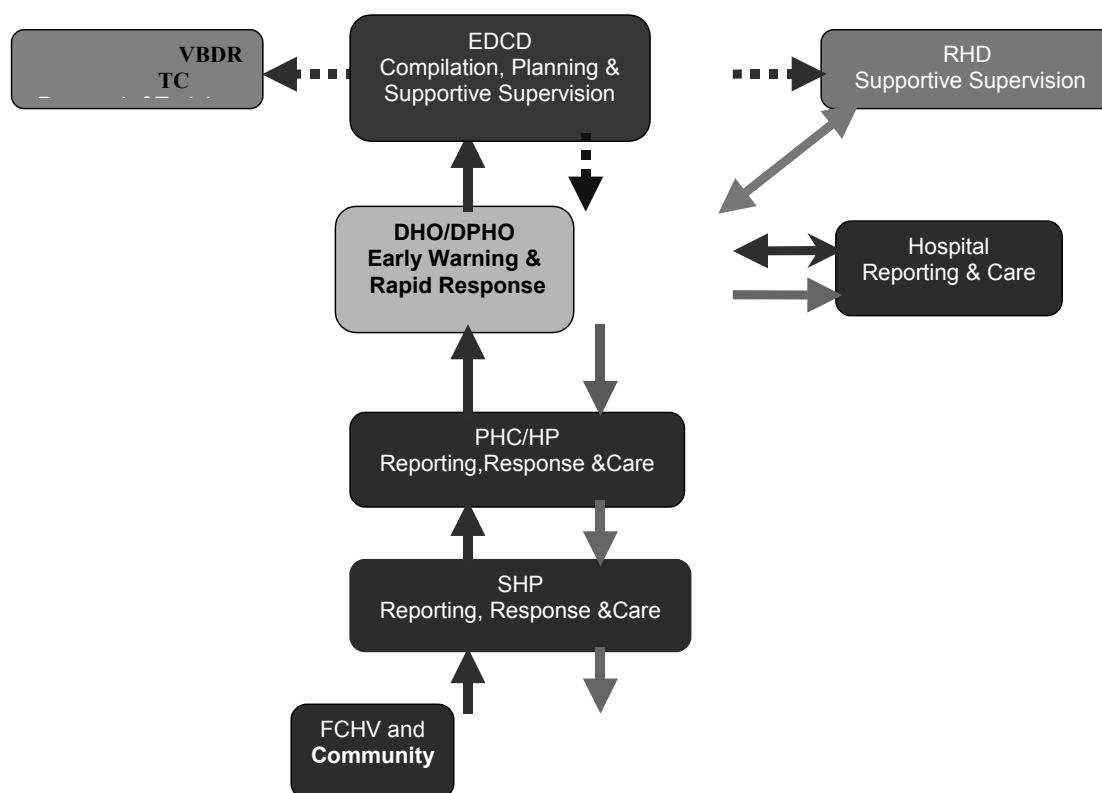 VBDR
TC
EDCD
Compilation, Planning &
Supportive Supervision
RHD
Supportive Supervision
DHO/DPHO
Early Warning &
Rapid Response
Hospital
Reporting & Care
PHC/HP
Reporting,Response &Care
SHP
Reporting, Response &Care
FCHV and
Community